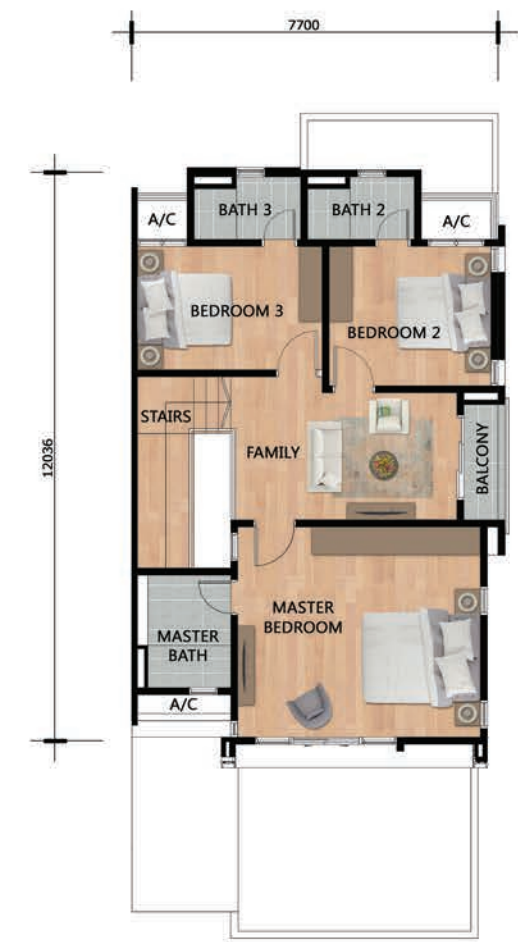 7700
A/C
BATH 3
BATH 2
A/C
BEDROOM 3
BEDROOM 2
STAIRS
FAMILY
BALCONY
12036
MASTER
BEDROOM
MASTER
BATH
A/C